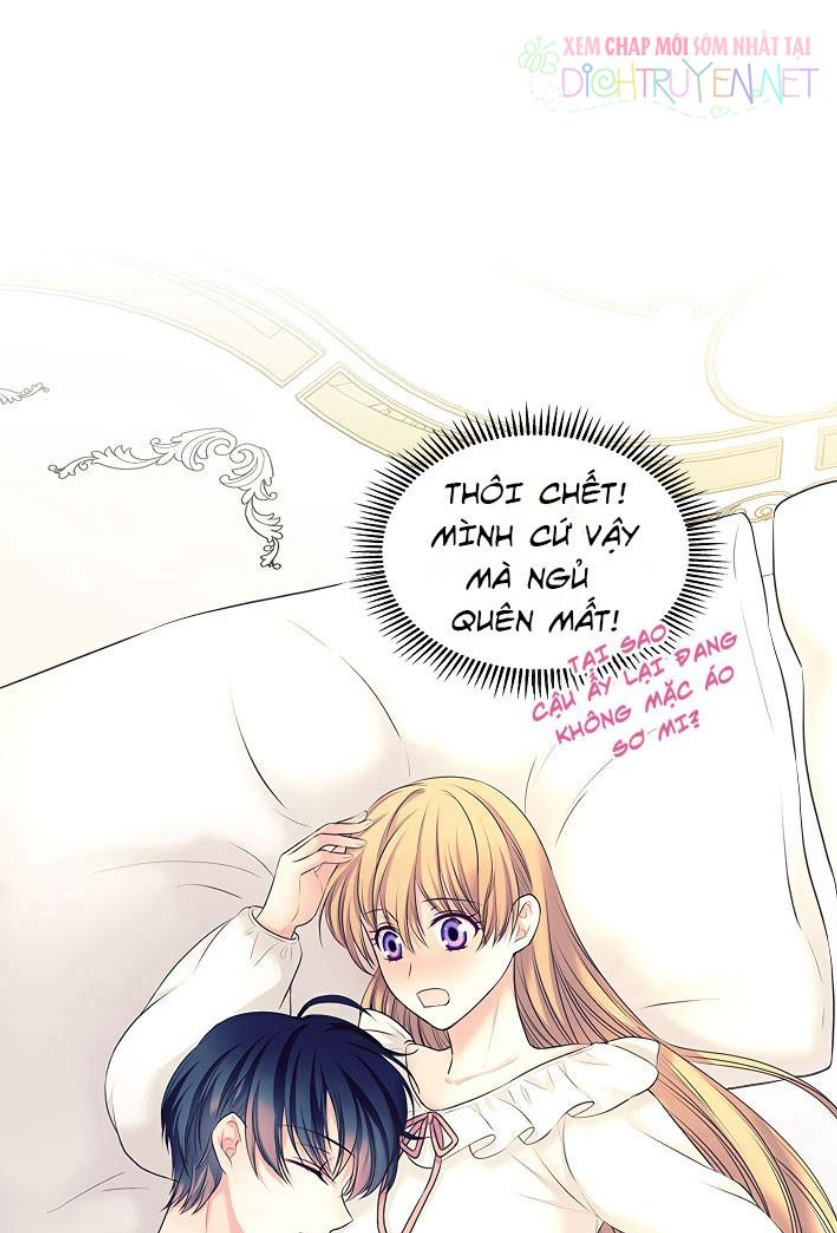 XEM CHAP MỚI SỚM NHẤT TẠI
DICHTRUYEN.NET
THÔI CHẾT!
MÌNH CỨ VẬY
MÀ NGỦ
QUÊN MẤT!
TẠI SAO
CẬU ẤY LẠI ĐANG
KHÔNG MẶC ÁO
SƠ MI?